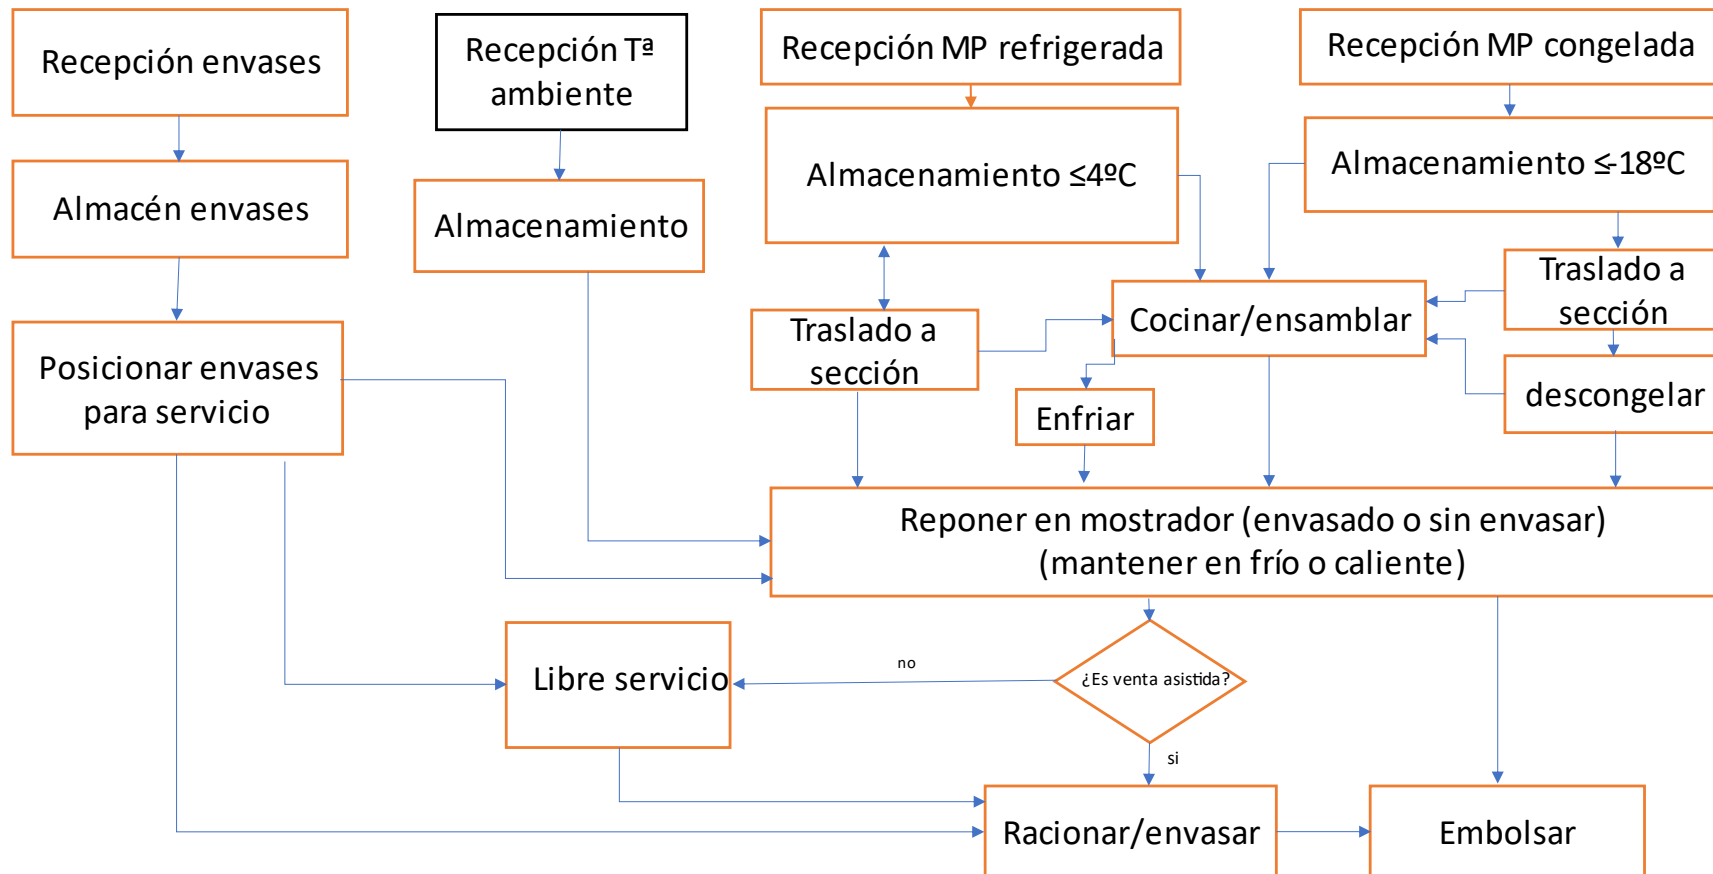 Recepción envases
Recepción Tª
ambiente
Recepción MP refrigerada
Recepción MP congelada
Almacén envases
Almacenamiento
Almacenamiento ≤4ºC
Almacenamiento ≤-18ºC
Posicionar envases
para servicio
Traslado a
sección
Cocinar/ensamblar
Traslado a
sección
Enfriar
descongelar
Reponer en mostrador (envasado o sin envasar)
(mantener en frío o caliente)
Libre servicio
no
¿Es venta asistida?
si
Racionar/envasar
Embolsar